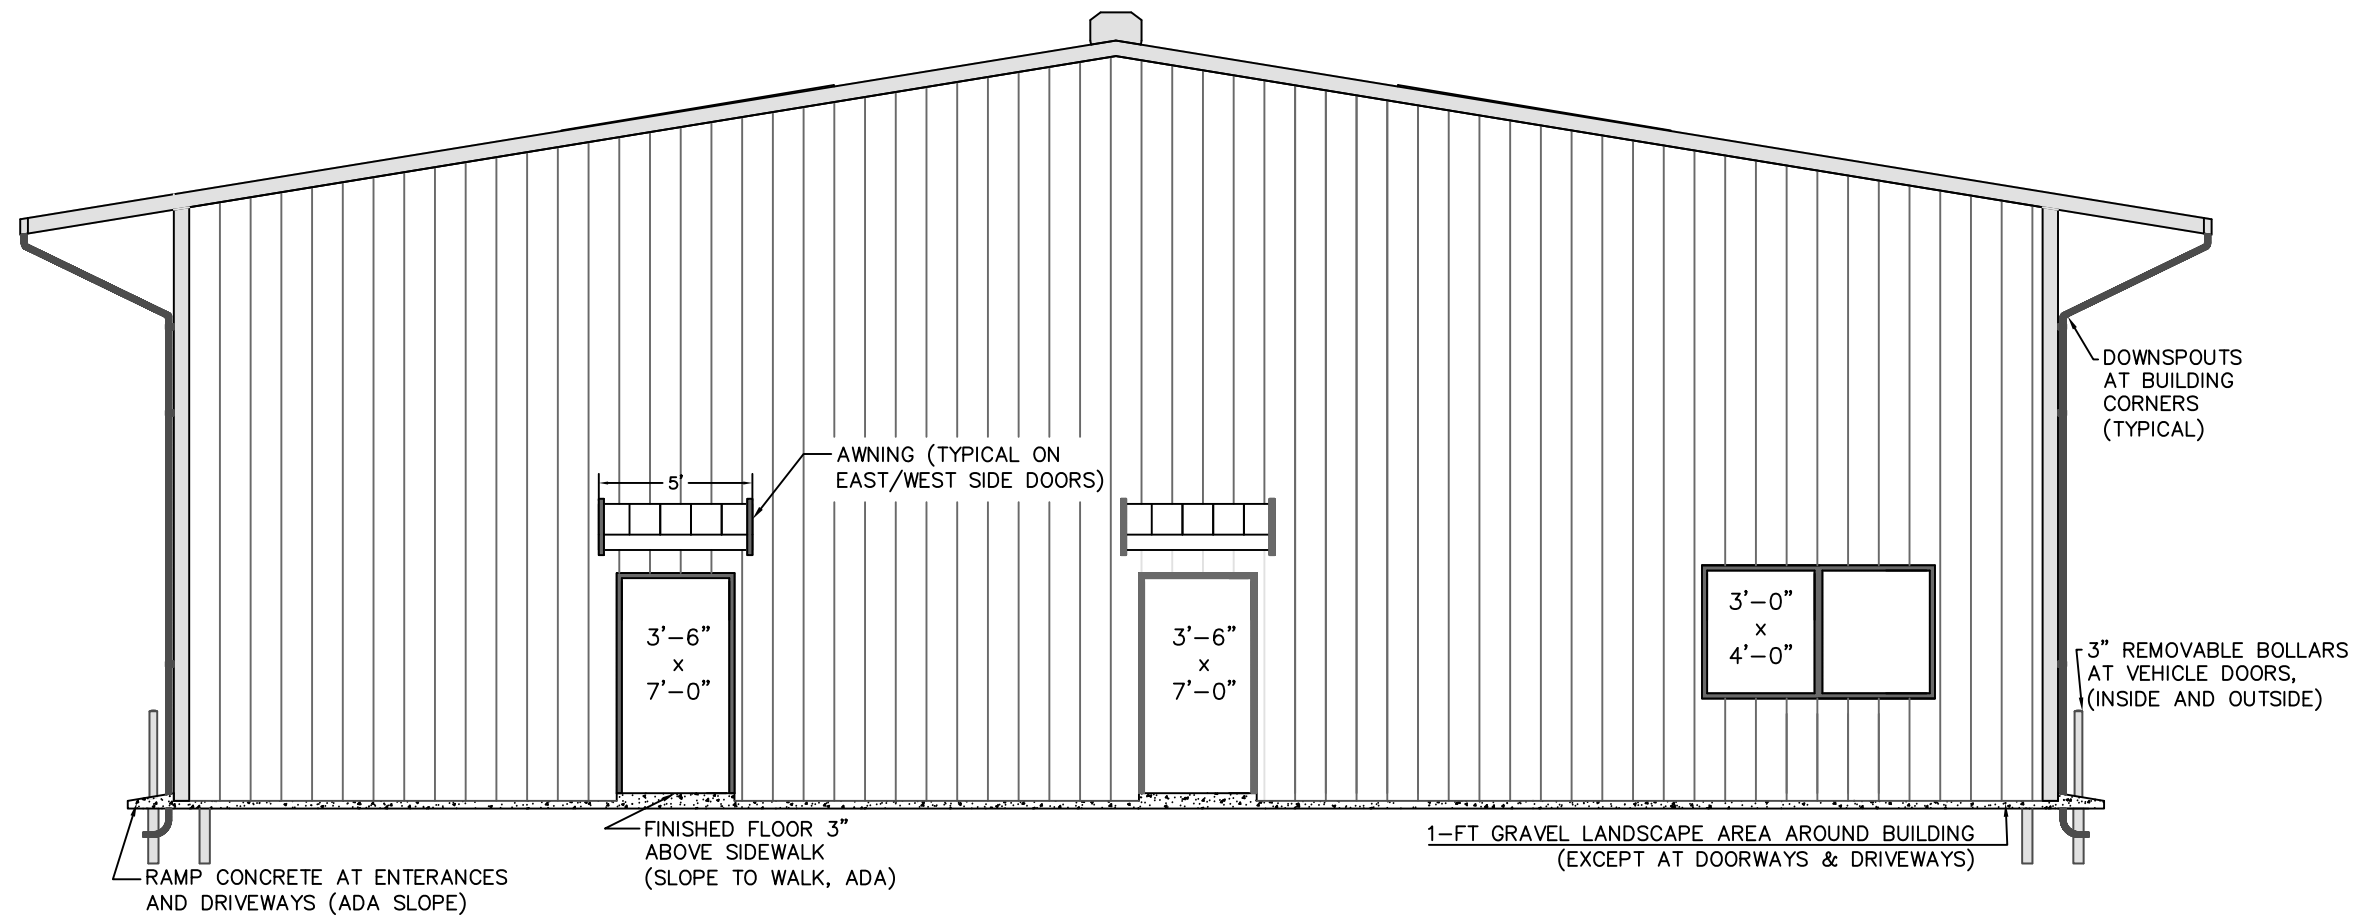 DOWNSPOUTS
AT BUILDING
CORNERS
(TYPICAL)
AWNING (TYPICAL ON
EAST/WEST SIDE DOORS)
5'
3'-6"
x
7'-0"
3'-6"
x
7'-0"
3'-0"
x
4'-0"
3" REMOVABLE BOLLARS
AT VEHICLE DOORS,
(INSIDE AND OUTSIDE)
FINISHED FLOOR 3"
ABOVE SIDEWALK
(SLOPE TO WALK, ADA)
1-FT GRAVEL LANDSCAPE AREA AROUND BUILDING
(EXCEPT AT DOORWAYS & DRIVEWAYS)
RAMP CONCRETE AT ENTERANCES
AND DRIVEWAYS (ADA SLOPE)